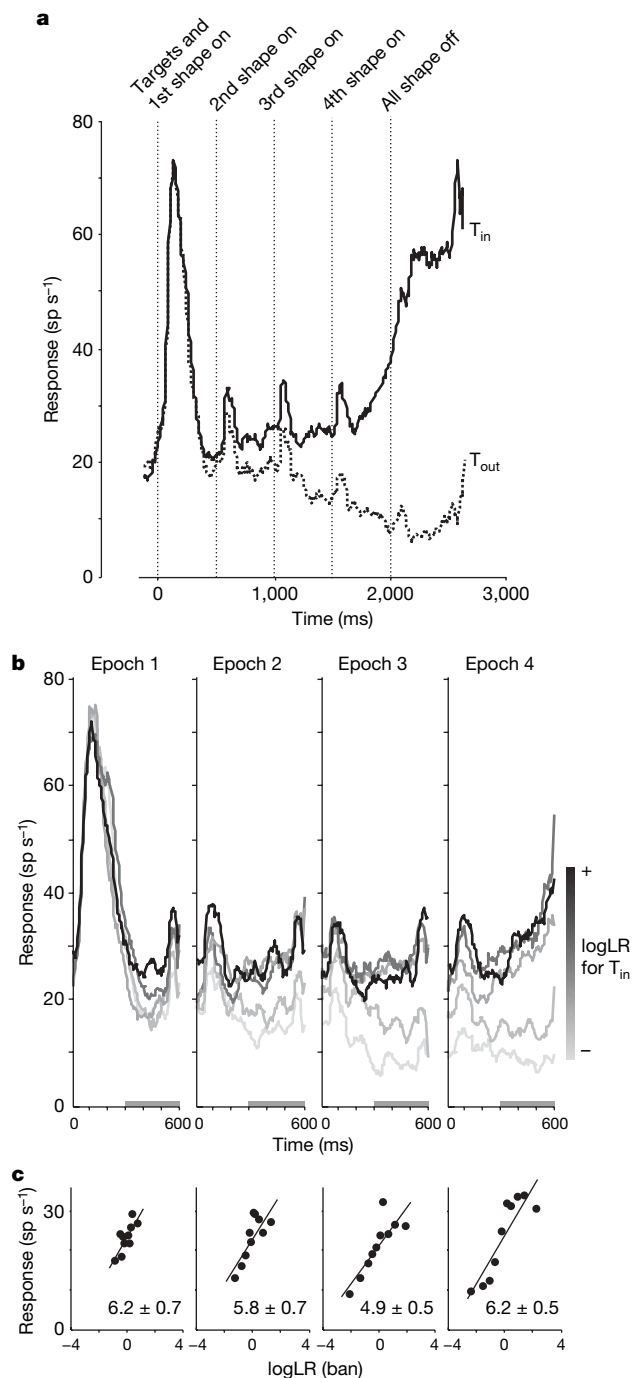 a
Targets and
1st shape on
2nd shape on
3rd shape on
4th shape on
All shape off
80
60
40
20
0
Response (sp s⁻¹)
T_in
T_out
0
1,000
2,000
3,000
Time (ms)
b
Epoch 1
Epoch 2
Epoch 3
Epoch 4
80
60
40
20
0
Response (sp s⁻¹)
+
logLR
for T_in
–
0 600 0 600 0 600 0 600
Time (ms)
c
Response (sp s⁻¹)
30
0
6.2 ± 0.7
5.8 ± 0.7
4.9 ± 0.5
6.2 ± 0.5
–4 0 4 –4 0 4 –4 0 4 –4 0 4
logLR (ban)